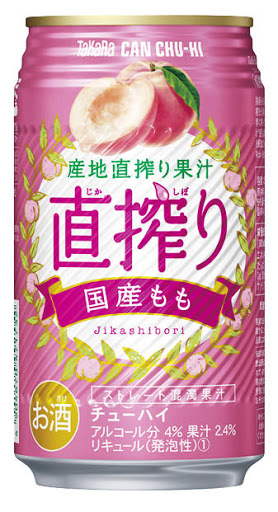 TaKaRa CAN CHU-HI
産地直搾り果汁
じか しぼ
直搾り
国産もも
Jikashibori
さけ
お酒
ストレート混濁果汁
チューハイ
アルコール分 4% 果汁 2.4%
リキュール(発泡性)①